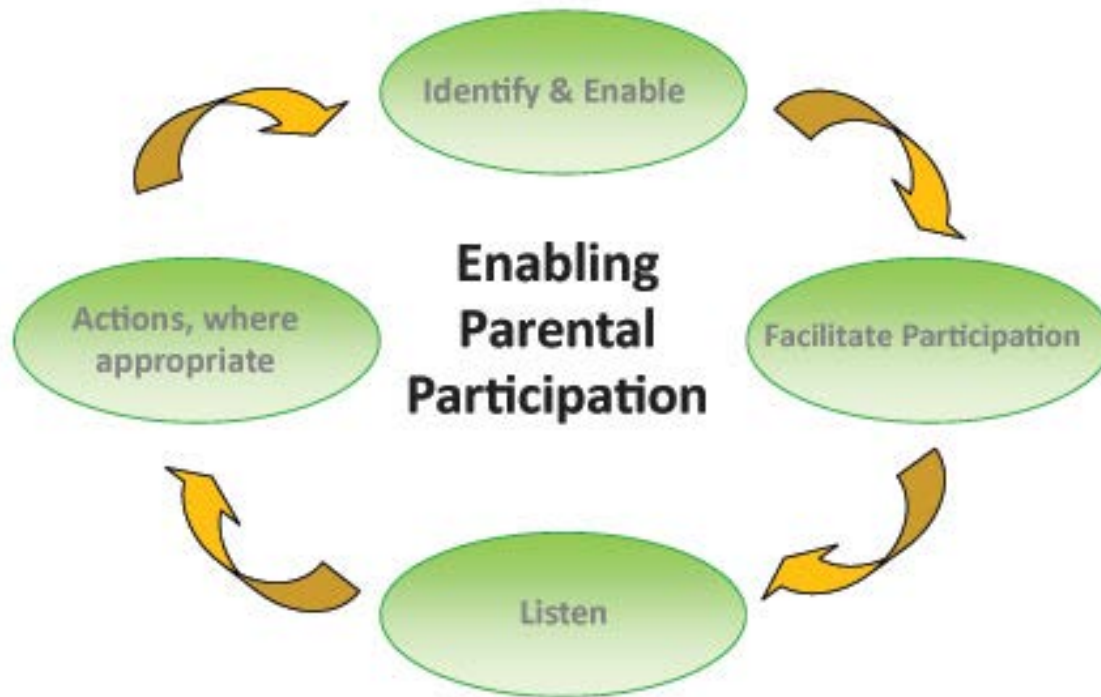 Identify & Enable
Enabling
Parental
Participation
Actions, where
appropriate
Facilitate Participation
Listen